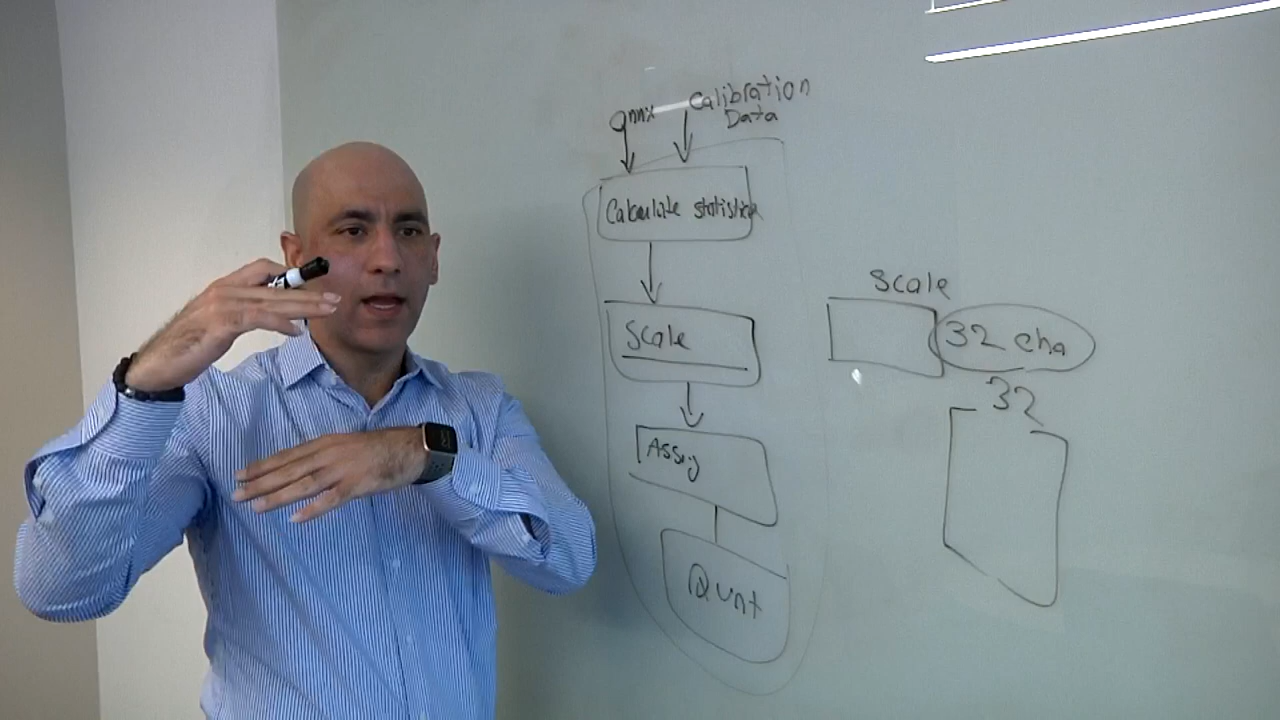 Onnx
Calibration
Data
Calculate statistics
Scale
Assig
Qunt
Scale
32 cha
32